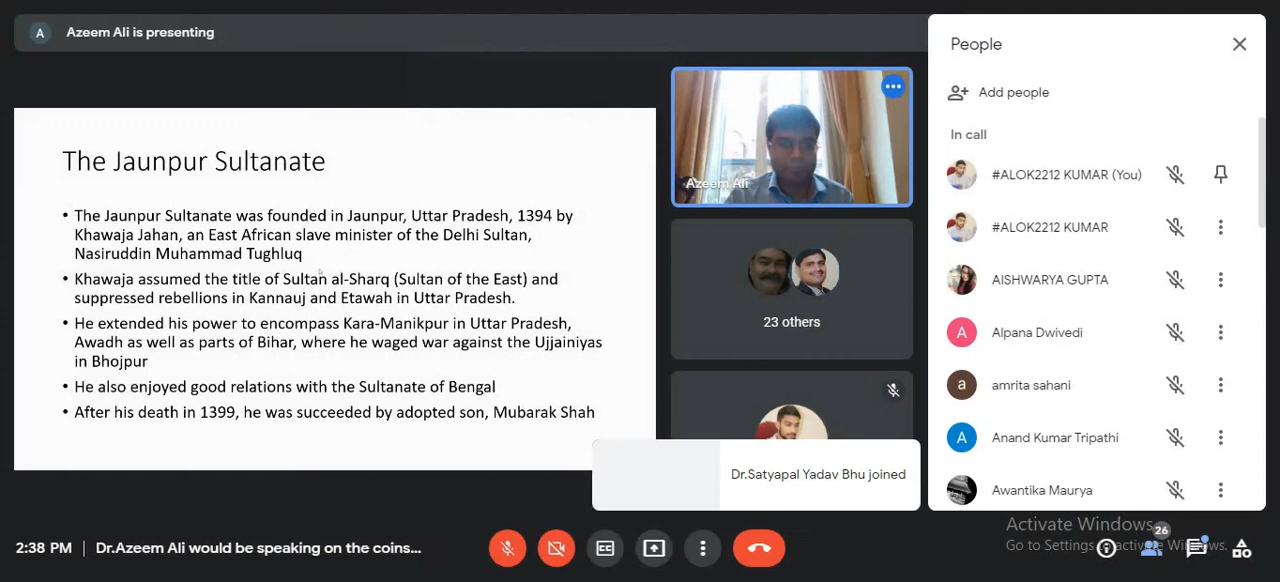 A
Azeem Ali is presenting
The Jaunpur Sultanate
• The Jaunpur Sultanate was founded in Jaunpur, Uttar Pradesh, 1394 by
Khawaja Jahan, an East African slave minister of the Delhi Sultan,
Nasiruddin Muhammad Tughluq
• Khawaja assumed the title of Sultan al-Sharq (Sultan of the East) and
suppressed rebellions in Kannauj and Etawah in Uttar Pradesh.
• He extended his power to encompass Kara-Manikpur in Uttar Pradesh,
Awadh as well as parts of Bihar, where he waged war against the Ujjainiyas
in Bhojpur
• He also enjoyed good relations with the Sultanate of Bengal
• After his death in 1399, he was succeeded by adopted son, Mubarak Shah
Azeem Ali
23 others
Dr.Satyapal Yadav Bhu joined
People
Add people
In call
#ALOK2212 KUMAR (You)
#ALOK2212 KUMAR
AISHWARYA GUPTA
A
Alpana Dwivedi
a
amrita sahani
A
Anand Kumar Tripathi
Awantika Maurya
Activate Windows
Go to Settings to activate Windows.
2:38 PM | Dr.Azeem Ali would be speaking on the coins...
CC
26